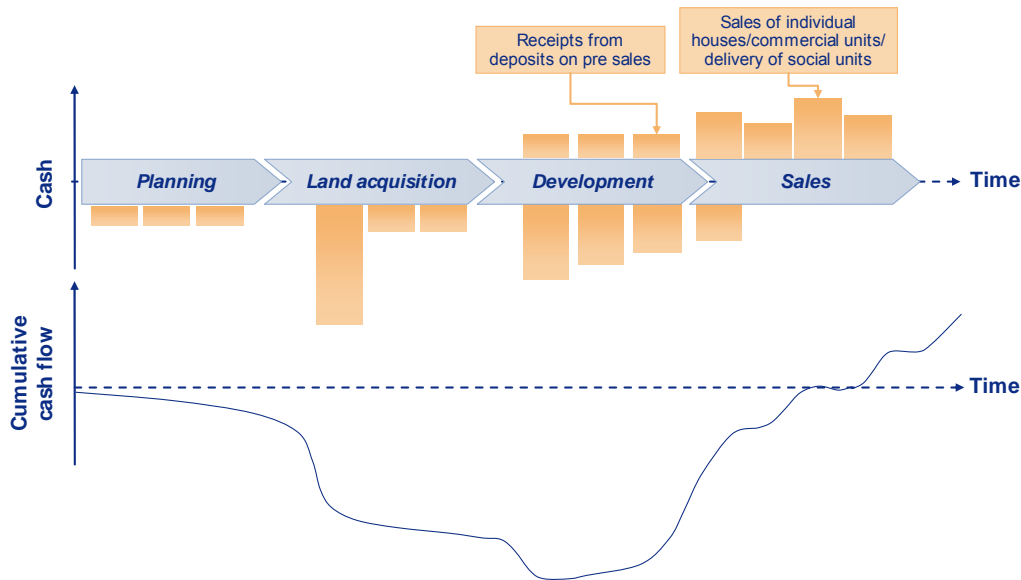 Receipts from
deposits on pre sales
Sales of individual
houses/commercial units/
delivery of social units
Cash
Planning
Land acquisition
Development
Sales
Time
Cumulative
cash flow
Time